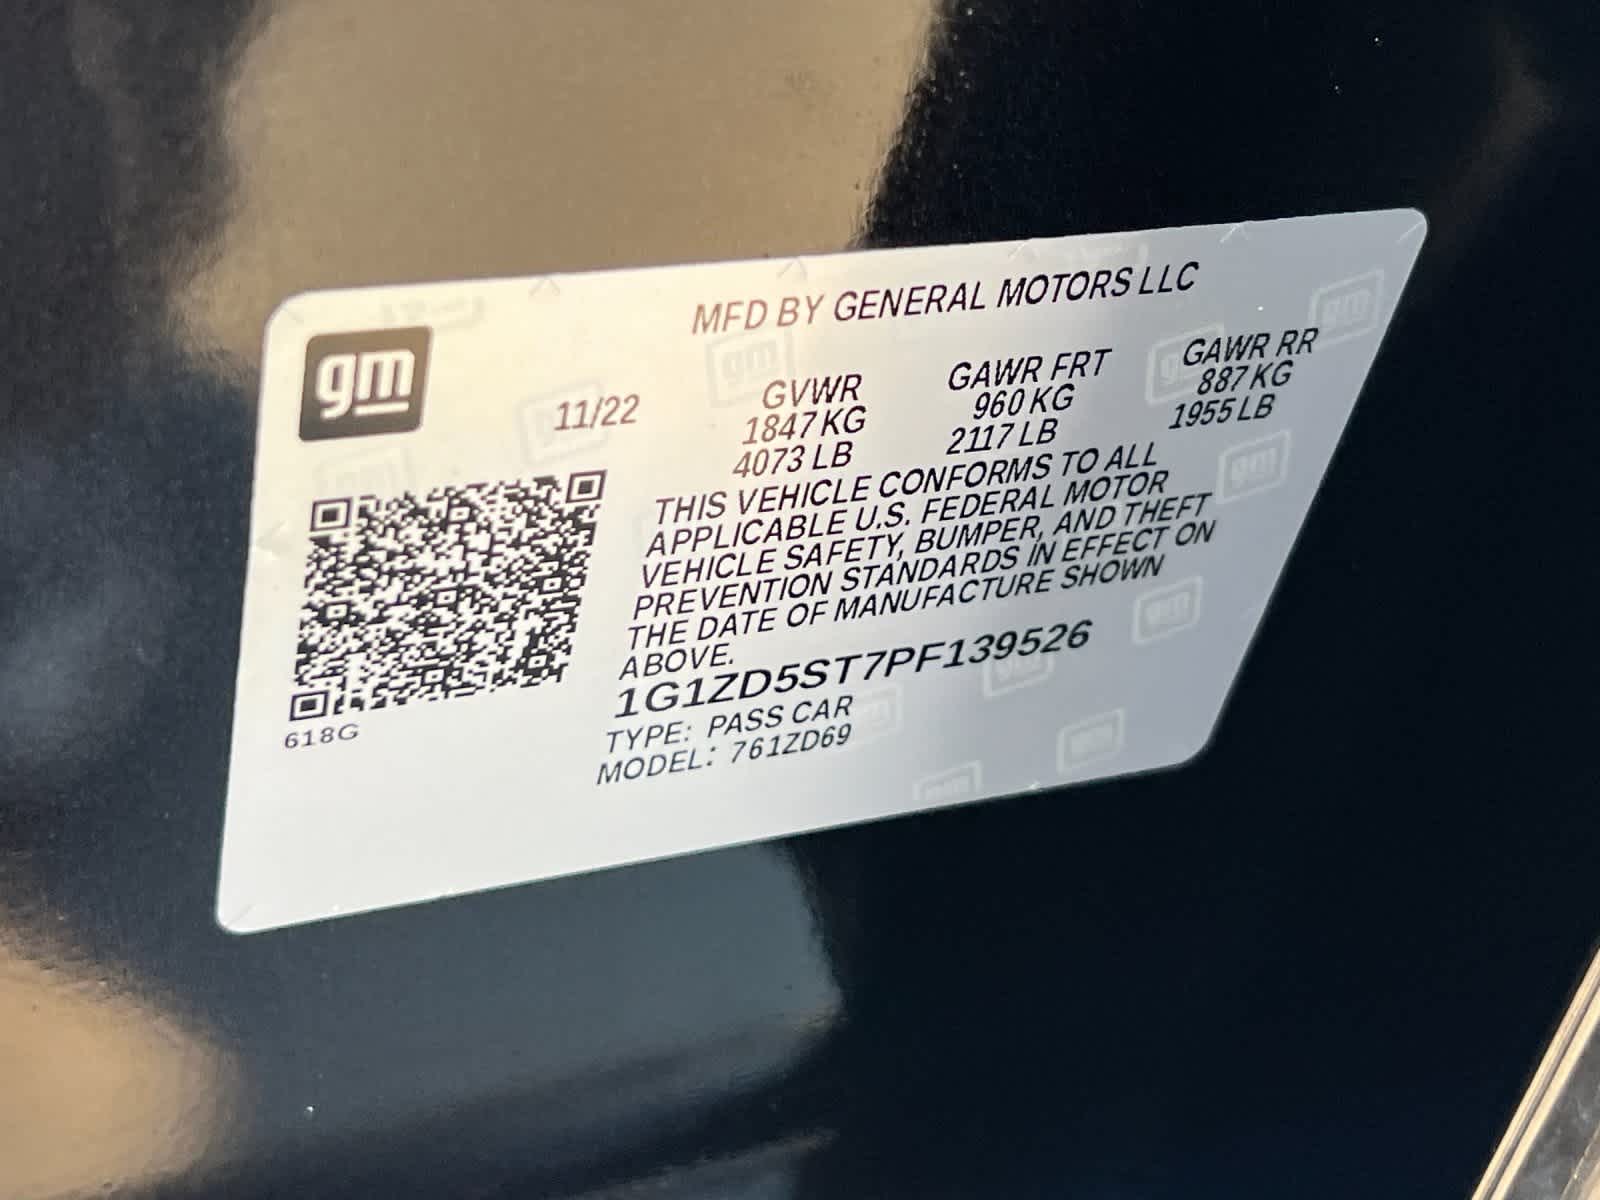 MFD BY GENERAL MOTORS LLC
gm
11/22 GVWR GAWR FRT GAWR RR
1847 KG 960 KG 887 KG
4073 LB 2117 LB 1955 LB
THIS VEHICLE CONFORMS TO ALL
APPLICABLE U.S. FEDERAL MOTOR
VEHICLE SAFETY, BUMPER, AND THEFT
PREVENTION STANDARDS IN EFFECT ON
THE DATE OF MANUFACTURE SHOWN
ABOVE.
1G1ZD5ST7PF139526
TYPE: PASS CAR
MODEL: 761ZD69
618G